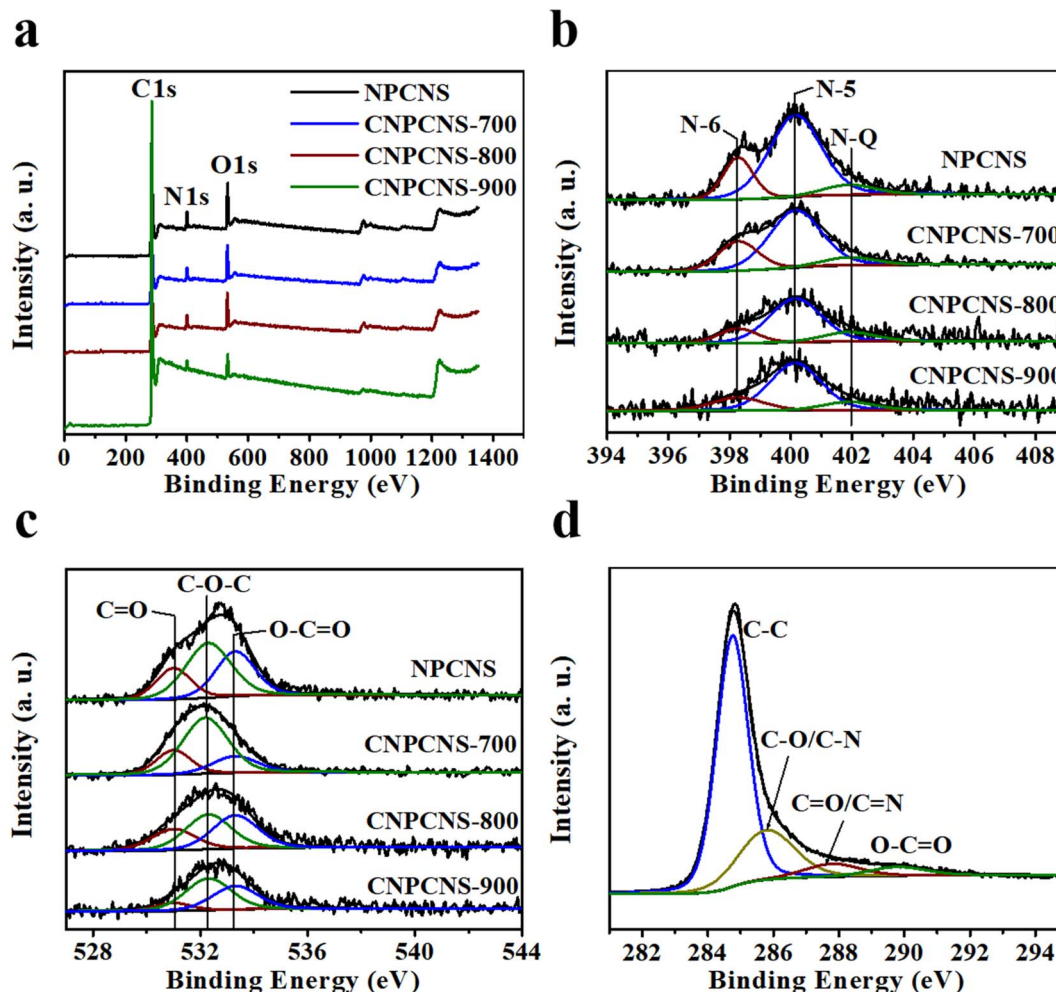 a
C1s
N1s
O1s
NPCNS
CNPCNS-700
CNPCNS-800
CNPCNS-900
Intensity (a. u.)
0 200 400 600 800 1000 1200 1400
Binding Energy (eV)
b
N-6
N-5
N-Q
NPCNS
CNPCNS-700
CNPCNS-800
CNPCNS-900
Intensity (a. u.)
394 396 398 400 402 404 406 408
Binding Energy (eV)
c
C=O
C-O-C
O-C=O
NPCNS
CNPCNS-700
CNPCNS-800
CNPCNS-900
Intensity (a. u.)
528 532 536 540 544
Binding Energy (eV)
d
C-C
C-O/C-N
C=O/C=N
O-C=O
Intensity (a. u.)
282 284 286 288 290 292 294
Binding Energy (eV)